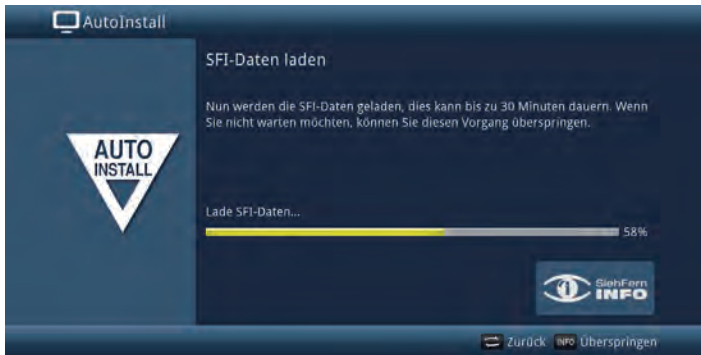 AutoInstall
SFI-Daten laden
Nun werden die SFI-Daten geladen, dies kann bis zu 30 Minuten dauern. Wenn
Sie nicht warten möchten, können Sie diesen Vorgang überspringen.
AUTO
INSTALL
Lade SFI-Daten...
58%
SiehFern
INFO
Zurück INFO Überspringen